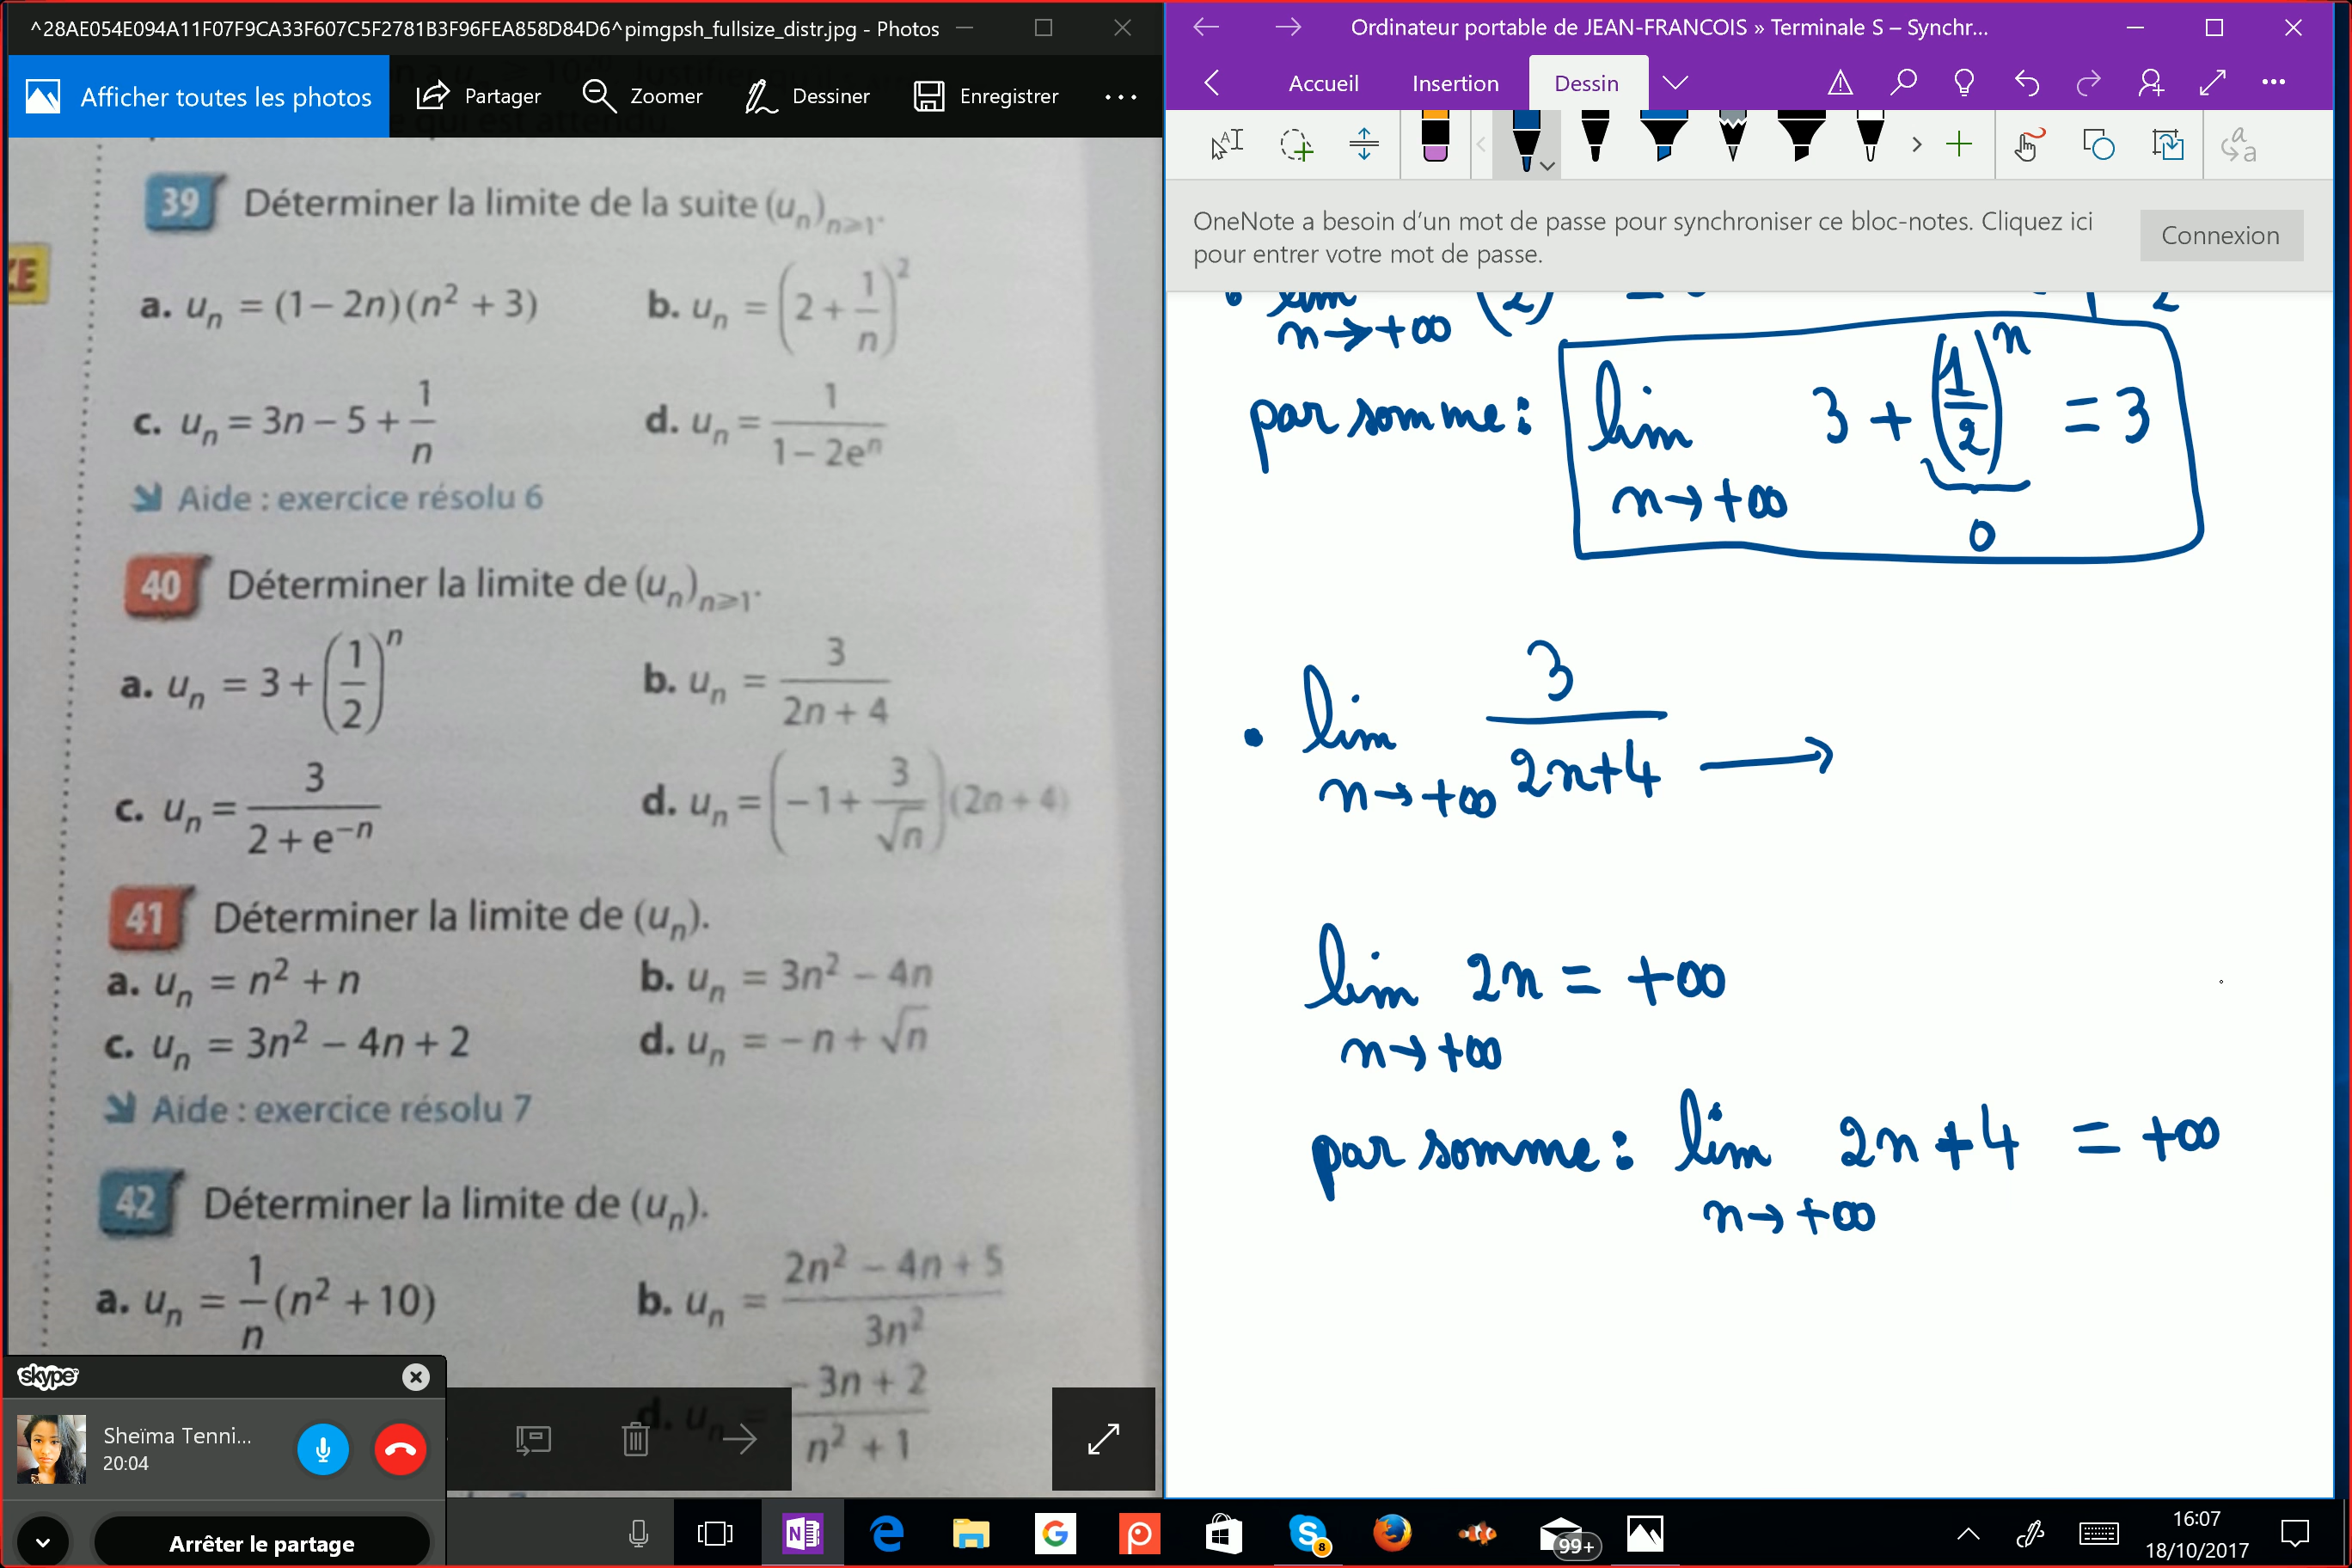 ^28AE054E094A11F07F9CA33F607C5F2781B3F96FEA858D84D6^pimgpsh_fullsize_distr.jpg - Photos
Afficher toutes les photos
Partager
Zoomer
Dessiner
Enregistrer
e qui est attendu
39 Déterminer la limite de la suite (uₙ)ₙ⩾₁.
a. uₙ = (1 – 2n)(n² + 3)
b. uₙ = (2 + 1/n)²
c. uₙ = 3n – 5 + 1/n
d. uₙ = 1/(1 – 2eⁿ)
Aide : exercice résolu 6
40 Déterminer la limite de (uₙ)ₙ⩾₁.
a. uₙ = 3 + (1/2)ⁿ
b. uₙ = 3/(2n + 4)
c. uₙ = 3/(2 + e⁻ⁿ)
d. uₙ = (–1 + 3/√n)(2n + 4)
41 Déterminer la limite de (uₙ).
a. uₙ = n² + n
b. uₙ = 3n² – 4n
c. uₙ = 3n² – 4n + 2
d. uₙ = –n + √n
Aide : exercice résolu 7
42 Déterminer la limite de (uₙ).
a. uₙ = 1/n (n² + 10)
b. uₙ = (2n² – 4n + 5)/3n²
d. uₙ = (–3n + 2)/(n² + 1)
skype
Sheïma Tenni...
20:04
Arrêter le partage
Ordinateur portable de JEAN-FRANCOIS » Terminale S – Synchr...
Accueil
Insertion
Dessin
OneNote a besoin d’un mot de passe pour synchroniser ce bloc-notes. Cliquez ici
pour entrer votre mot de passe.
Connexion
n→+∞
par somme : lim 3 + (1/2)ⁿ = 3
n→+∞
0
• lim 3/(2n+4) ⟶
n→+∞
lim 2n = +∞
n→+∞
par somme : lim 2n + 4 = +∞
n→+∞
99+
8
16:07
18/10/2017